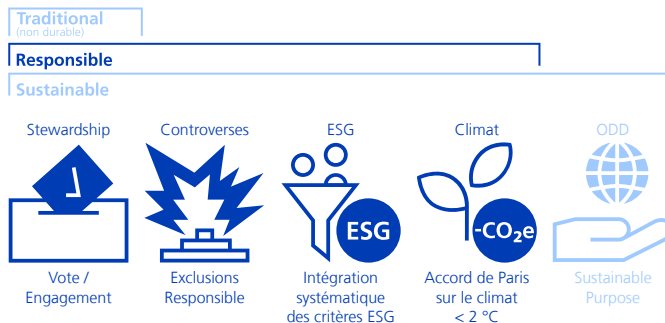 Traditional
(non durable)
Responsible
Sustainable
Stewardship
Controverses
ESG
Climat
ODD
ESG
-CO₂e
Vote /
Engagement
Exclusions
Responsible
Intégration
systématique
des critères ESG
Accord de Paris
sur le climat
< 2 °C
Sustainable
Purpose